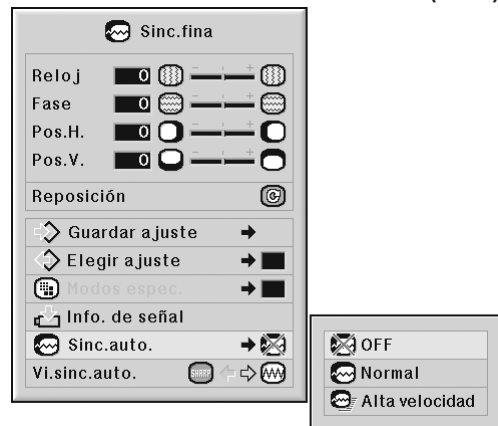 Sinc.fina
Reloj 0 - +
Fase 0 - +
Pos.H. 0 - +
Pos.V. 0 - +
Reposición
Guardar ajuste
Elegir ajuste
Modos espec.
Info. de señal
Sinc.auto.
Vi.sinc.auto. SHARP
OFF
Normal
Alta velocidad